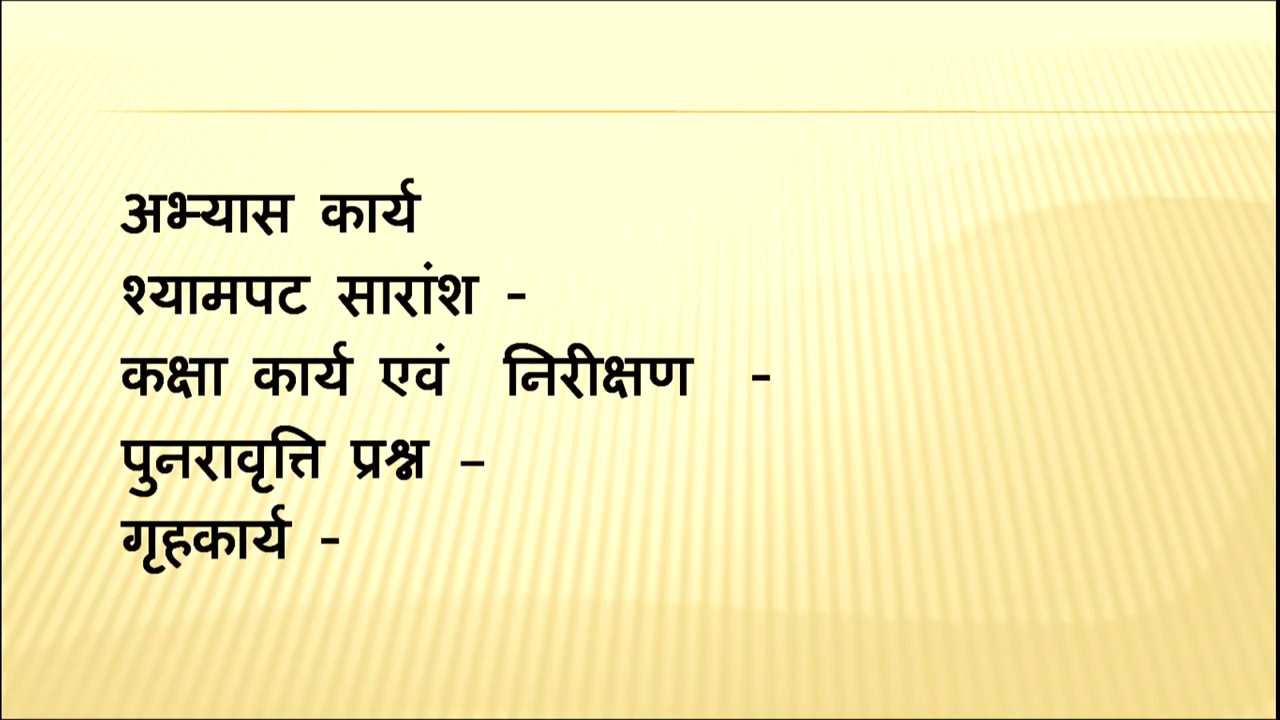 अभ्यास कार्य
श्यामपट सारांश -
कक्षा कार्य एवं निरीक्षण -
पुनरावृत्ति प्रश्न –
गृहकार्य -